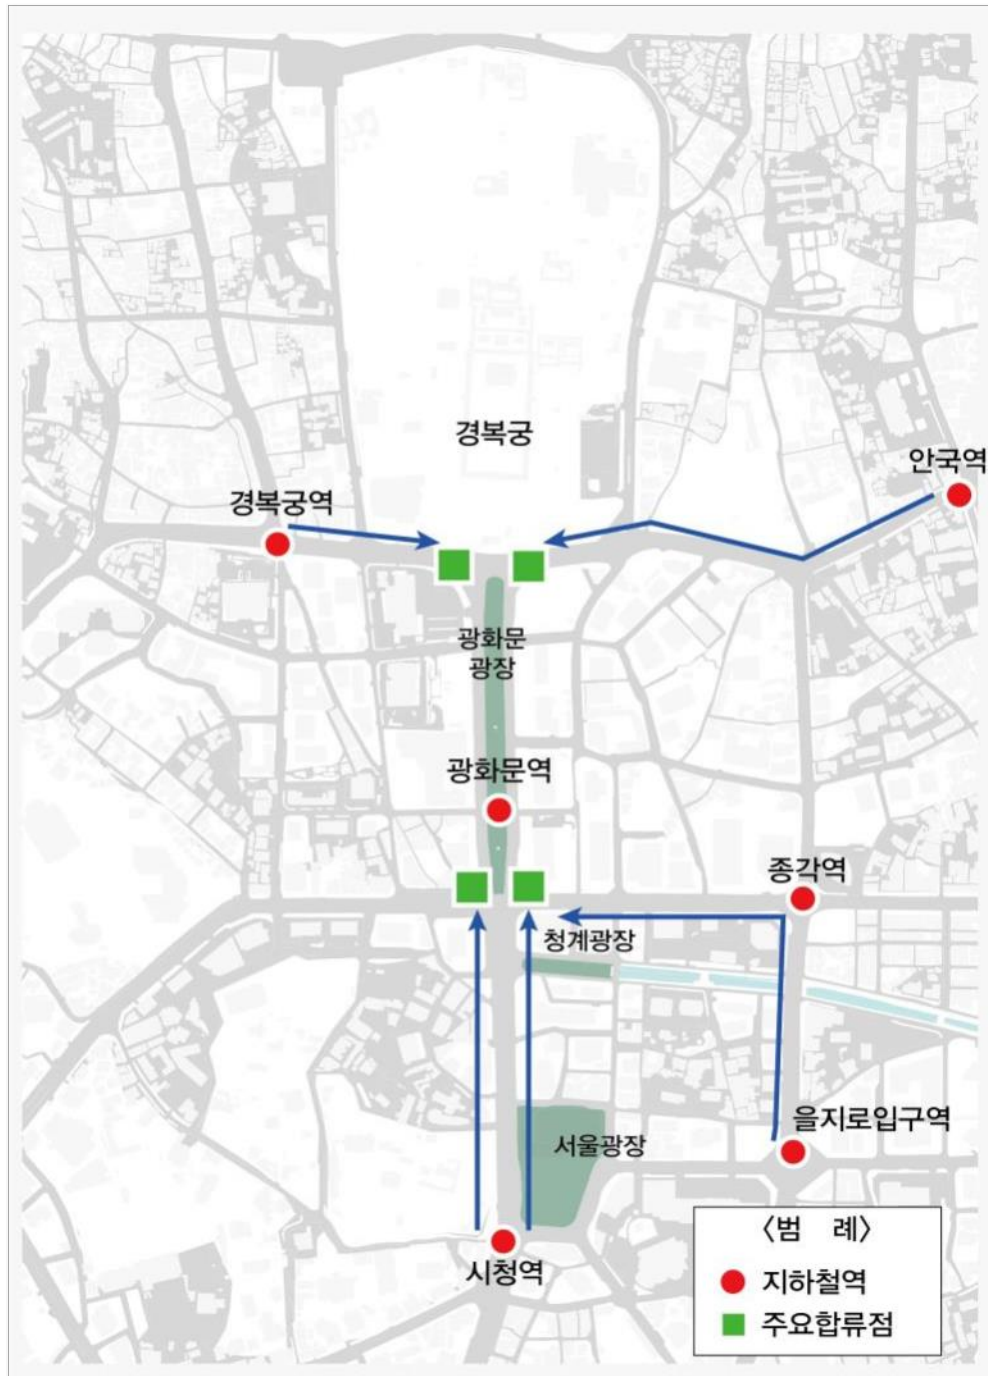 경복궁
안국역
경복궁역
광화문
광장
광화문역
종각역
청계광장
을지로입구역
서울광장
시청역
〈범 례〉
지하철역
주요합류점